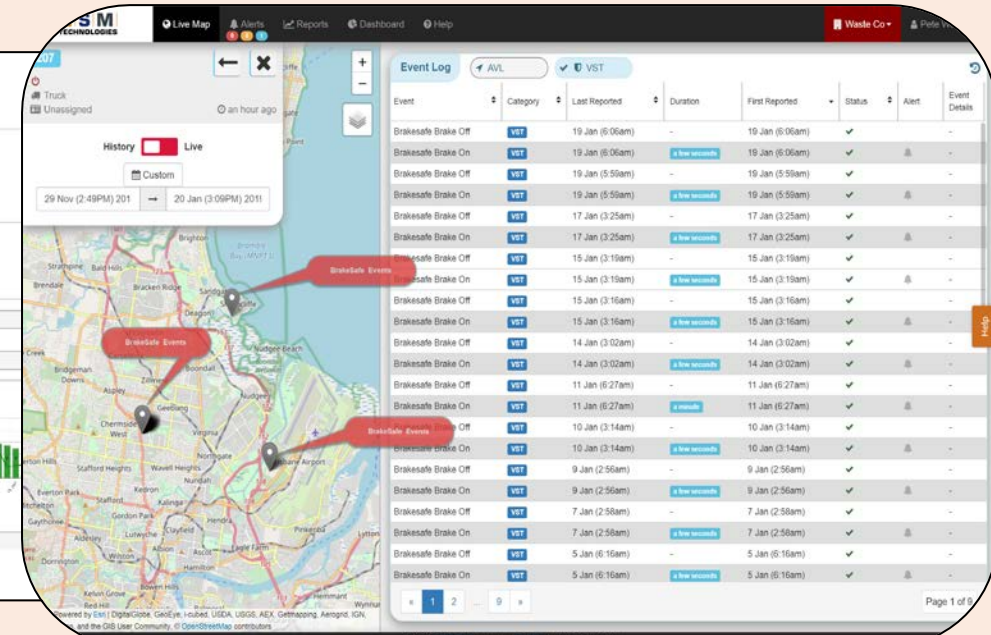 TECHNOLOGIES
Live Map Alerts Reports Dashboard Help Waste Co
207
Truck
Unassigned an hour ago
History Live
Custom
29 Nov (2:49PM) 201 → 20 Jan (3:09PM) 201
+
−
Brighton
Strathpine Bald Hills
Brendale Bracken Ridge
Deagon
BrakeSafe Events
BrakeSafe Events
Nudgee Beach
Boondall
Bridgeman Downs
Aspley
Nudgee
Geebung
Chermside West
Virginia
BrakeSafe Events
Northgate
Stafford Heights Wavell Heights
Nundah
Everton Park Stafford Kedron
Kalinga
Gordon Park
Hendra
Alderley Lutwyche Clayfield
Pinkenba
Lytton
Wilston Albion Ascot Eagle Farm
Hamilton
Bowen Hills
Kelvin Grove
Red Hill
Hemmant
Powered by Esri | DigitalGlobe, GeoEye, i-cubed, USDA, USGS, AEX, Getmapping, Aerogrid, IGN,
and the GIS User Community, © OpenStreetMap contributors
Event Log AVL VST
Event Category Last Reported Duration First Reported Status Alert Event Details
Brakesafe Brake Off VST 19 Jan (6:06am) - 19 Jan (6:06am) -
Brakesafe Brake On VST 19 Jan (6:06am) a few seconds 19 Jan (6:06am) -
Brakesafe Brake Off VST 19 Jan (5:59am) - 19 Jan (5:59am) -
Brakesafe Brake On VST 19 Jan (5:59am) a few seconds 19 Jan (5:59am) -
Brakesafe Brake Off VST 17 Jan (3:25am) - 17 Jan (3:25am) -
Brakesafe Brake On VST 17 Jan (3:25am) a few seconds 17 Jan (3:25am) -
Brakesafe Brake Off VST 15 Jan (3:19am) - 15 Jan (3:19am) -
Brakesafe Brake On VST 15 Jan (3:19am) a few seconds 15 Jan (3:19am) -
Brakesafe Brake Off VST 15 Jan (3:16am) - 15 Jan (3:16am) -
Brakesafe Brake On VST 15 Jan (3:16am) a few seconds 15 Jan (3:16am) -
Brakesafe Brake Off VST 14 Jan (3:02am) - 14 Jan (3:02am) -
Brakesafe Brake On VST 14 Jan (3:02am) a few seconds 14 Jan (3:02am) -
Brakesafe Brake Off VST 11 Jan (6:27am) - 11 Jan (6:27am) -
Brakesafe Brake On VST 11 Jan (6:27am) a minute 11 Jan (6:27am) -
Brakesafe Brake Off VST 10 Jan (3:14am) - 10 Jan (3:14am) -
Brakesafe Brake On VST 10 Jan (3:14am) a few seconds 10 Jan (3:14am) -
Brakesafe Brake Off VST 9 Jan (2:56am) - 9 Jan (2:56am) -
Brakesafe Brake On VST 9 Jan (2:56am) a few seconds 9 Jan (2:56am) -
Brakesafe Brake Off VST 7 Jan (2:58am) - 7 Jan (2:58am) -
Brakesafe Brake On VST 7 Jan (2:58am) a few seconds 7 Jan (2:58am) -
Brakesafe Brake Off VST 5 Jan (6:16am) - 5 Jan (6:16am) -
Brakesafe Brake On VST 5 Jan (6:16am) a few seconds 5 Jan (6:16am) -
« 1 2 ... 9 » Page 1 of 9
Help